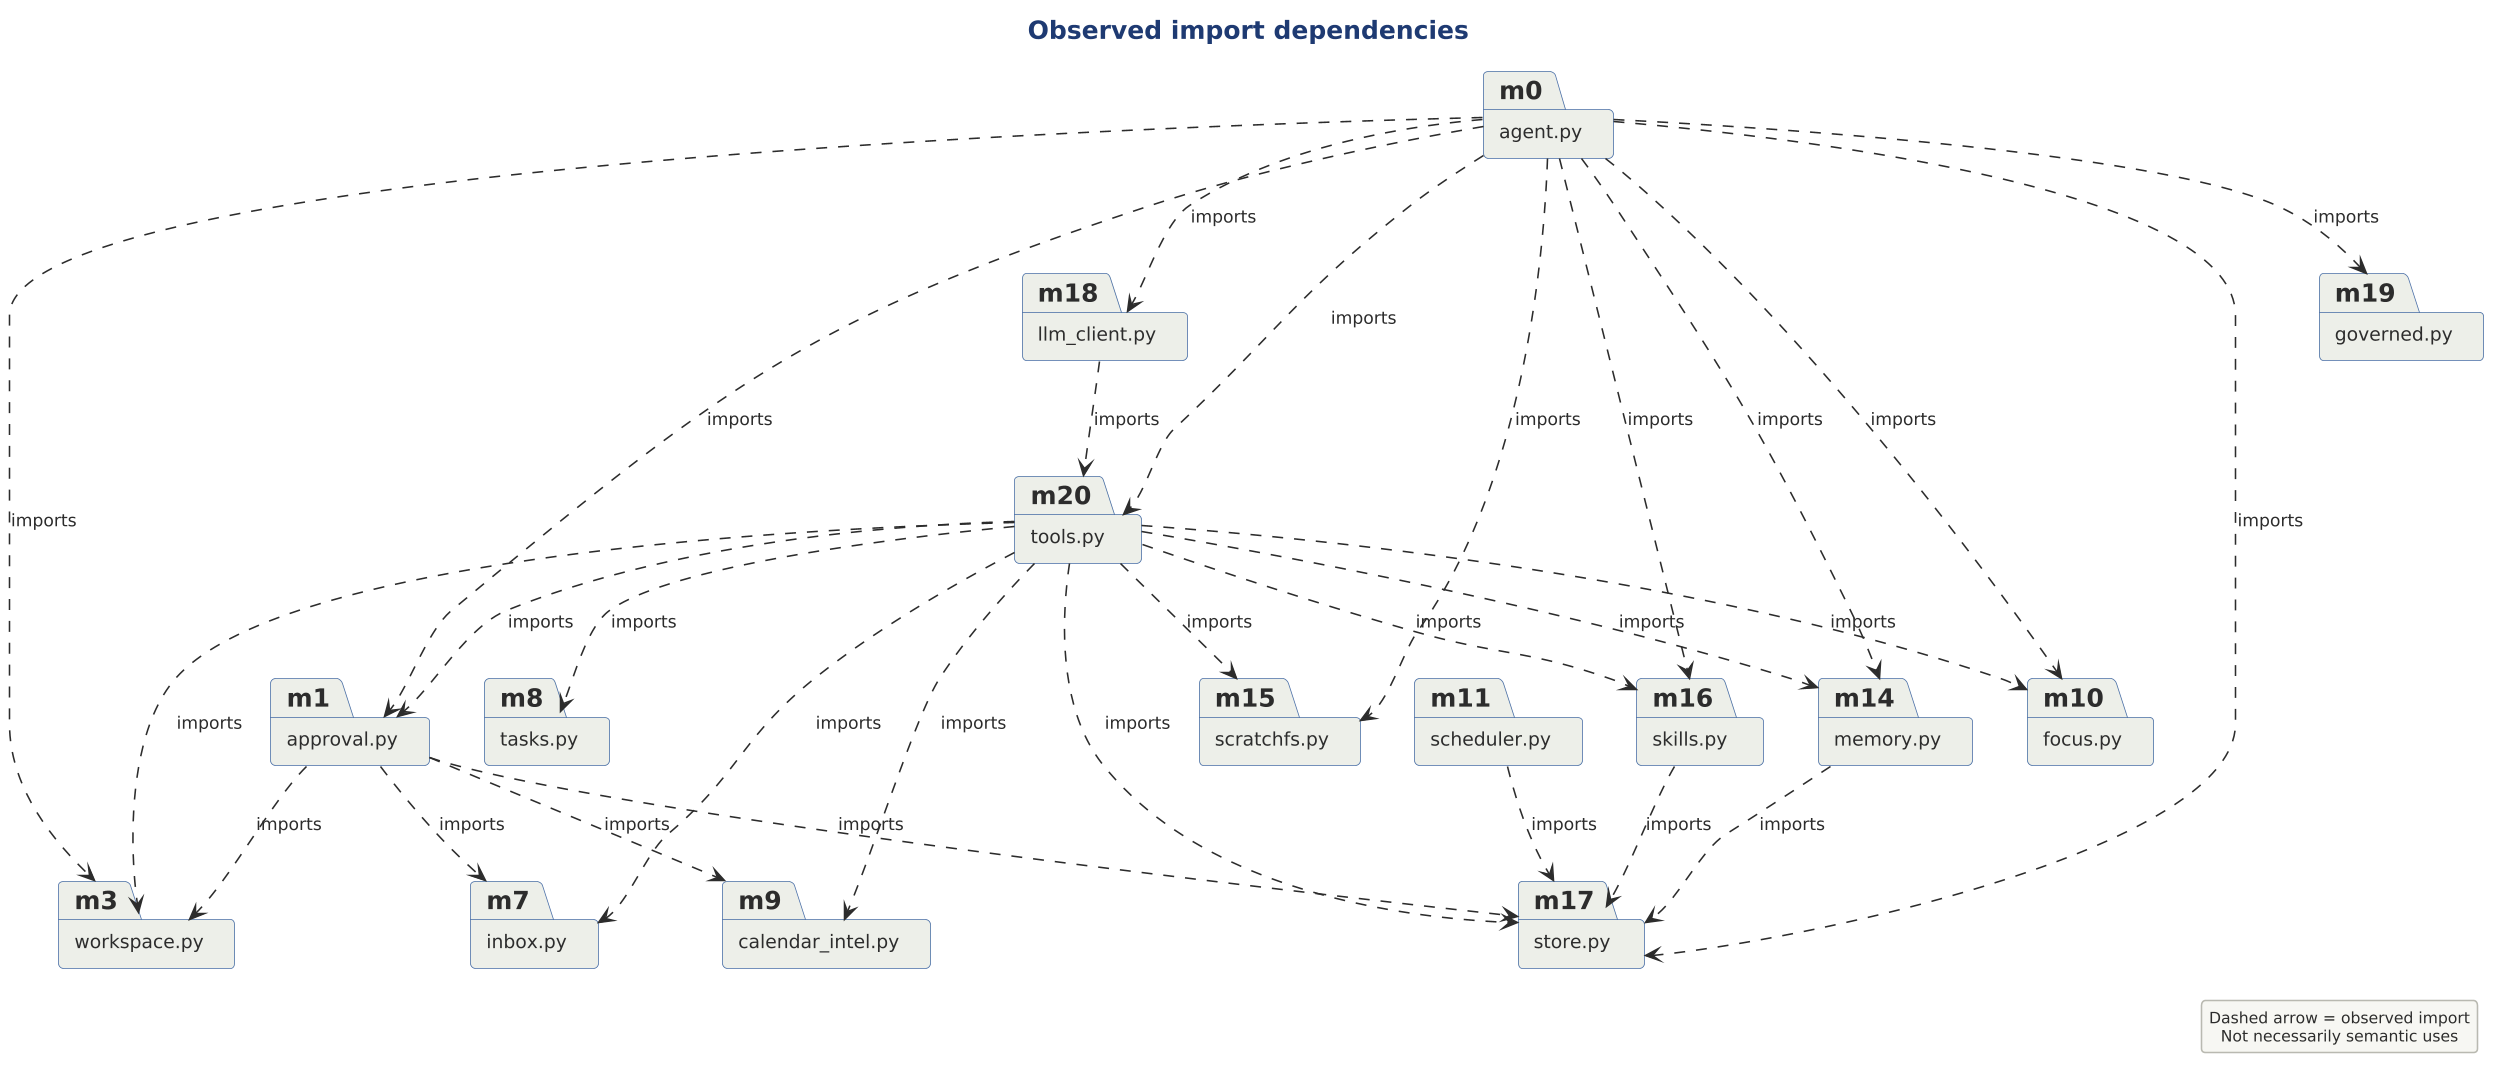 Observed import dependencies
m0
agent.py
imports
imports
m18
llm_client.py
m19
governed.py
imports
imports
imports
imports
imports
imports
imports
m20
tools.py
imports
imports
imports
imports
imports
imports
imports
imports
m1
approval.py
m8
tasks.py
m15
scratchfs.py
m11
scheduler.py
m16
skills.py
m14
memory.py
m10
focus.py
imports
imports
imports
imports
imports
imports
imports
imports
imports
imports
imports
m3
workspace.py
m7
inbox.py
m9
calendar_intel.py
m17
store.py
Dashed arrow = observed import
Not necessarily semantic uses